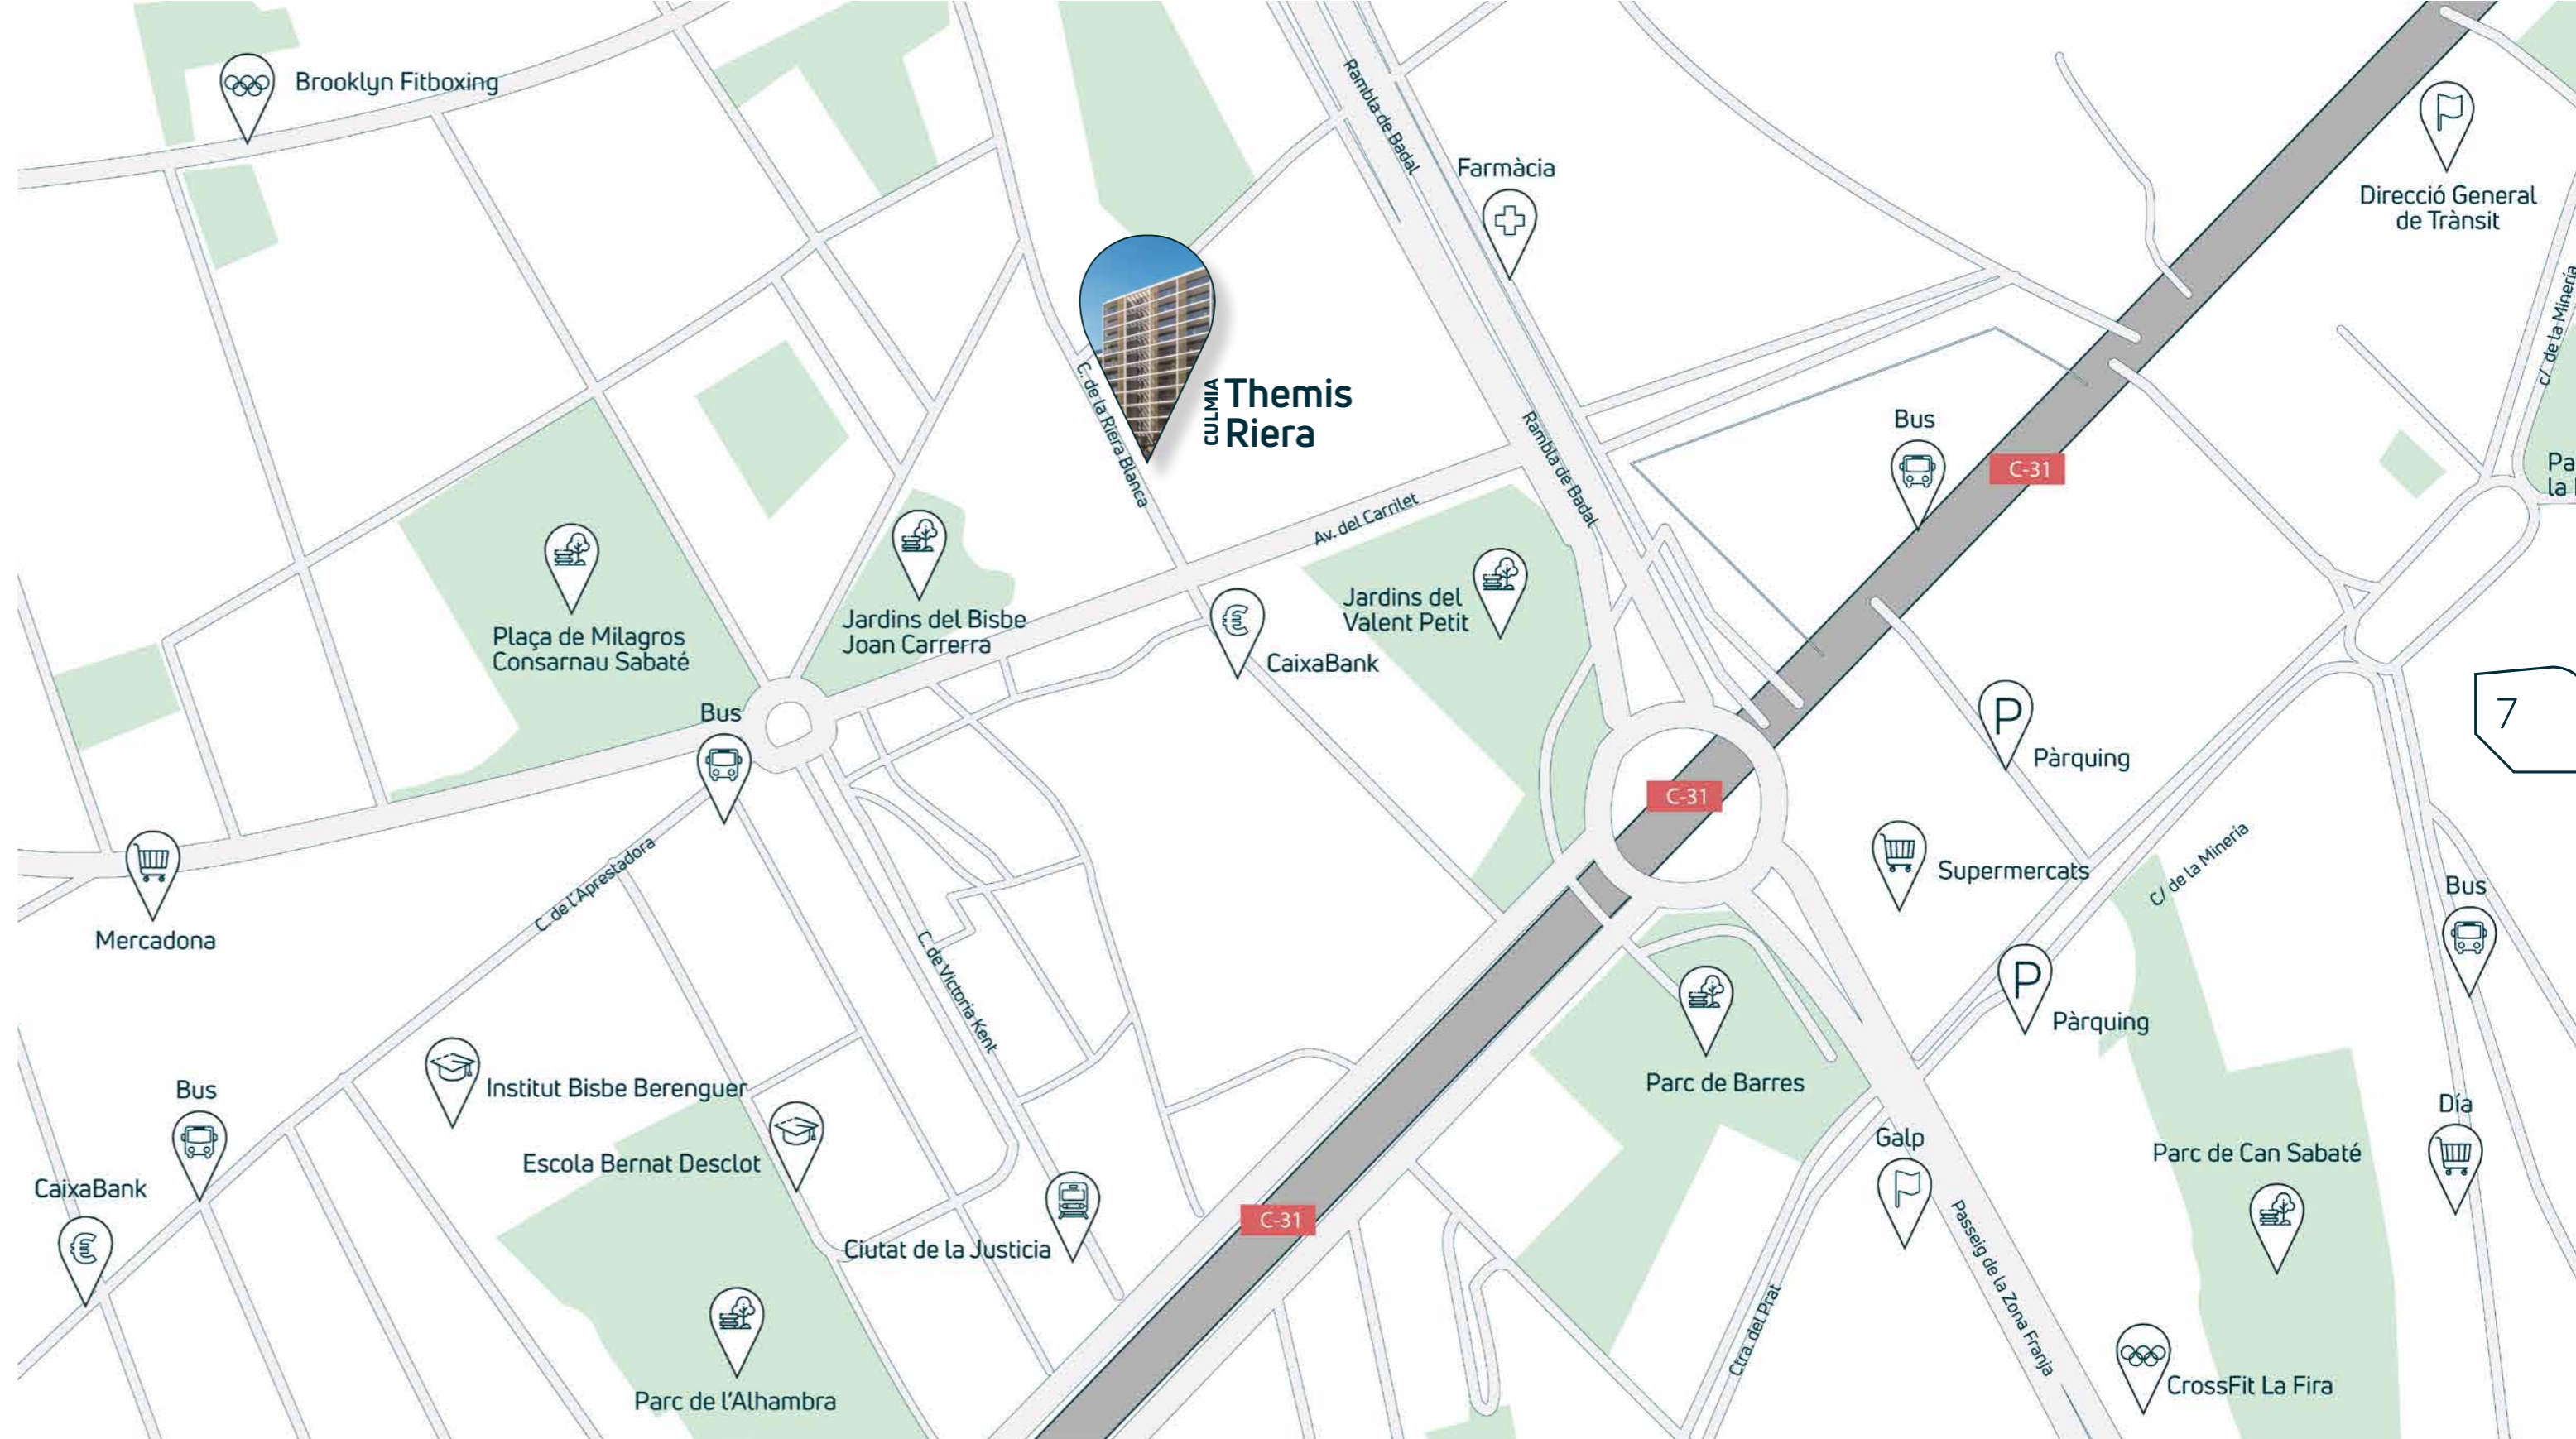 Brooklyn Fitboxing
Rambla de Badal
Farmàcia
Direcció General
de Trànsit
c/ de la Minería
CULMIA
Themis
Riera
C. de la Riera Blanca
Rambla de Badal
Bus
C-31
Av. del Carrilet
Plaça de Milagros
Consarnau Sabaté
Jardins del Bisbe
Joan Carrerra
Jardins del
Valent Petit
CaixaBank
Bus
7
P
Pàrquing
C-31
C. de l'Aprestadora
Supermercats
C/ de la Minería
Bus
Mercadona
C. de Victoria Kent
P
Pàrquing
Institut Bisbe Berenguer
Bus
Parc de Barres
Escola Bernat Desclot
CaixaBank
Galp
Día
Parc de Can Sabaté
C-31
Ciutat de la Justicia
Passeig de la Zona Franja
Ctra. del Prat
Parc de l'Alhambra
CrossFit La Fira